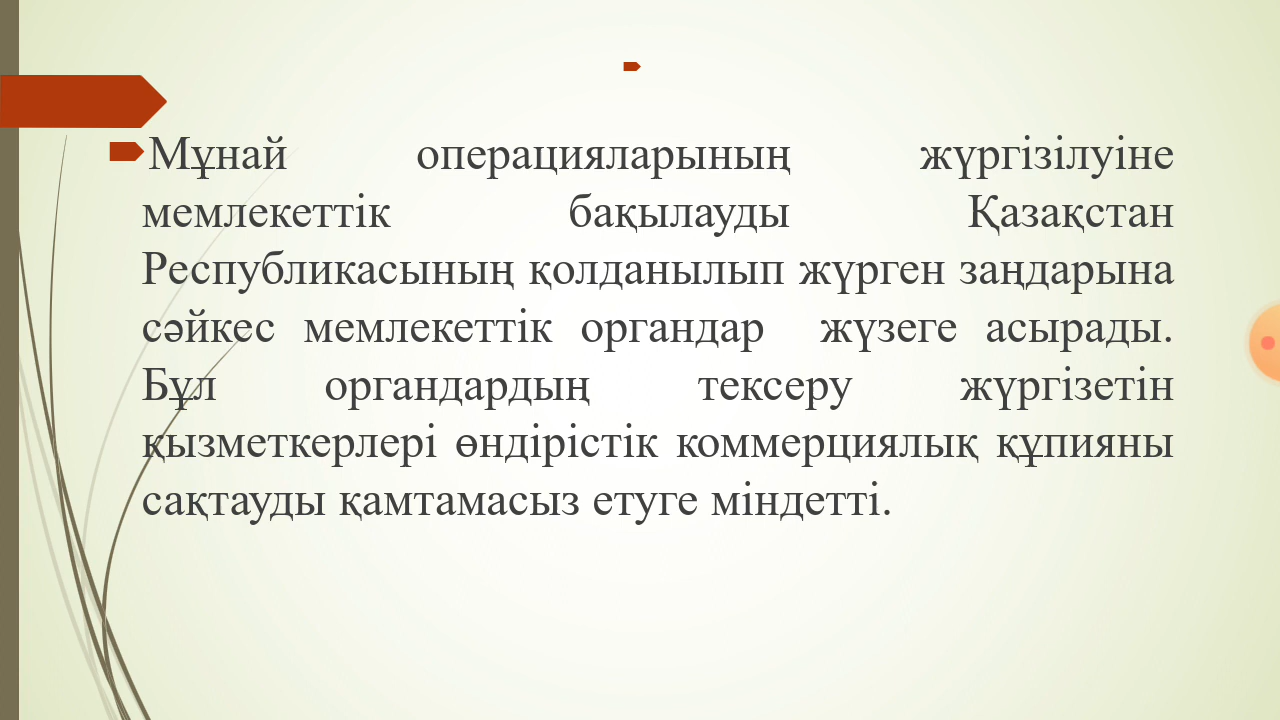 Мұнай операцияларының жүргізілуіне
мемлекеттік бақылауды Қазақстан
Республикасының қолданылып жүрген заңдарына
сәйкес мемлекеттік органдар жүзеге асырады.
Бұл органдардың тексеру жүргізетін
қызметкерлері өндірістік коммерциялық құпияны
сақтауды қамтамасыз етуге міндетті.